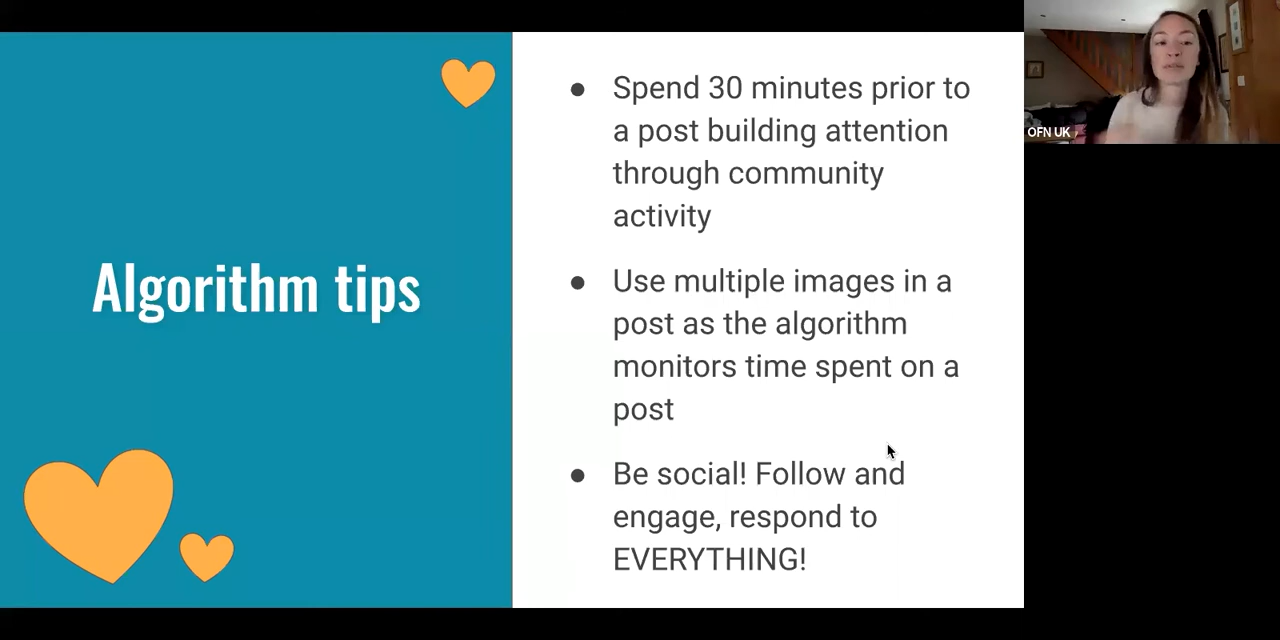 Algorithm tips
● Spend 30 minutes prior to
a post building attention
through community
activity
● Use multiple images in a
post as the algorithm
monitors time spent on a
post
● Be social! Follow and
engage, respond to
EVERYTHING!
OFN UK